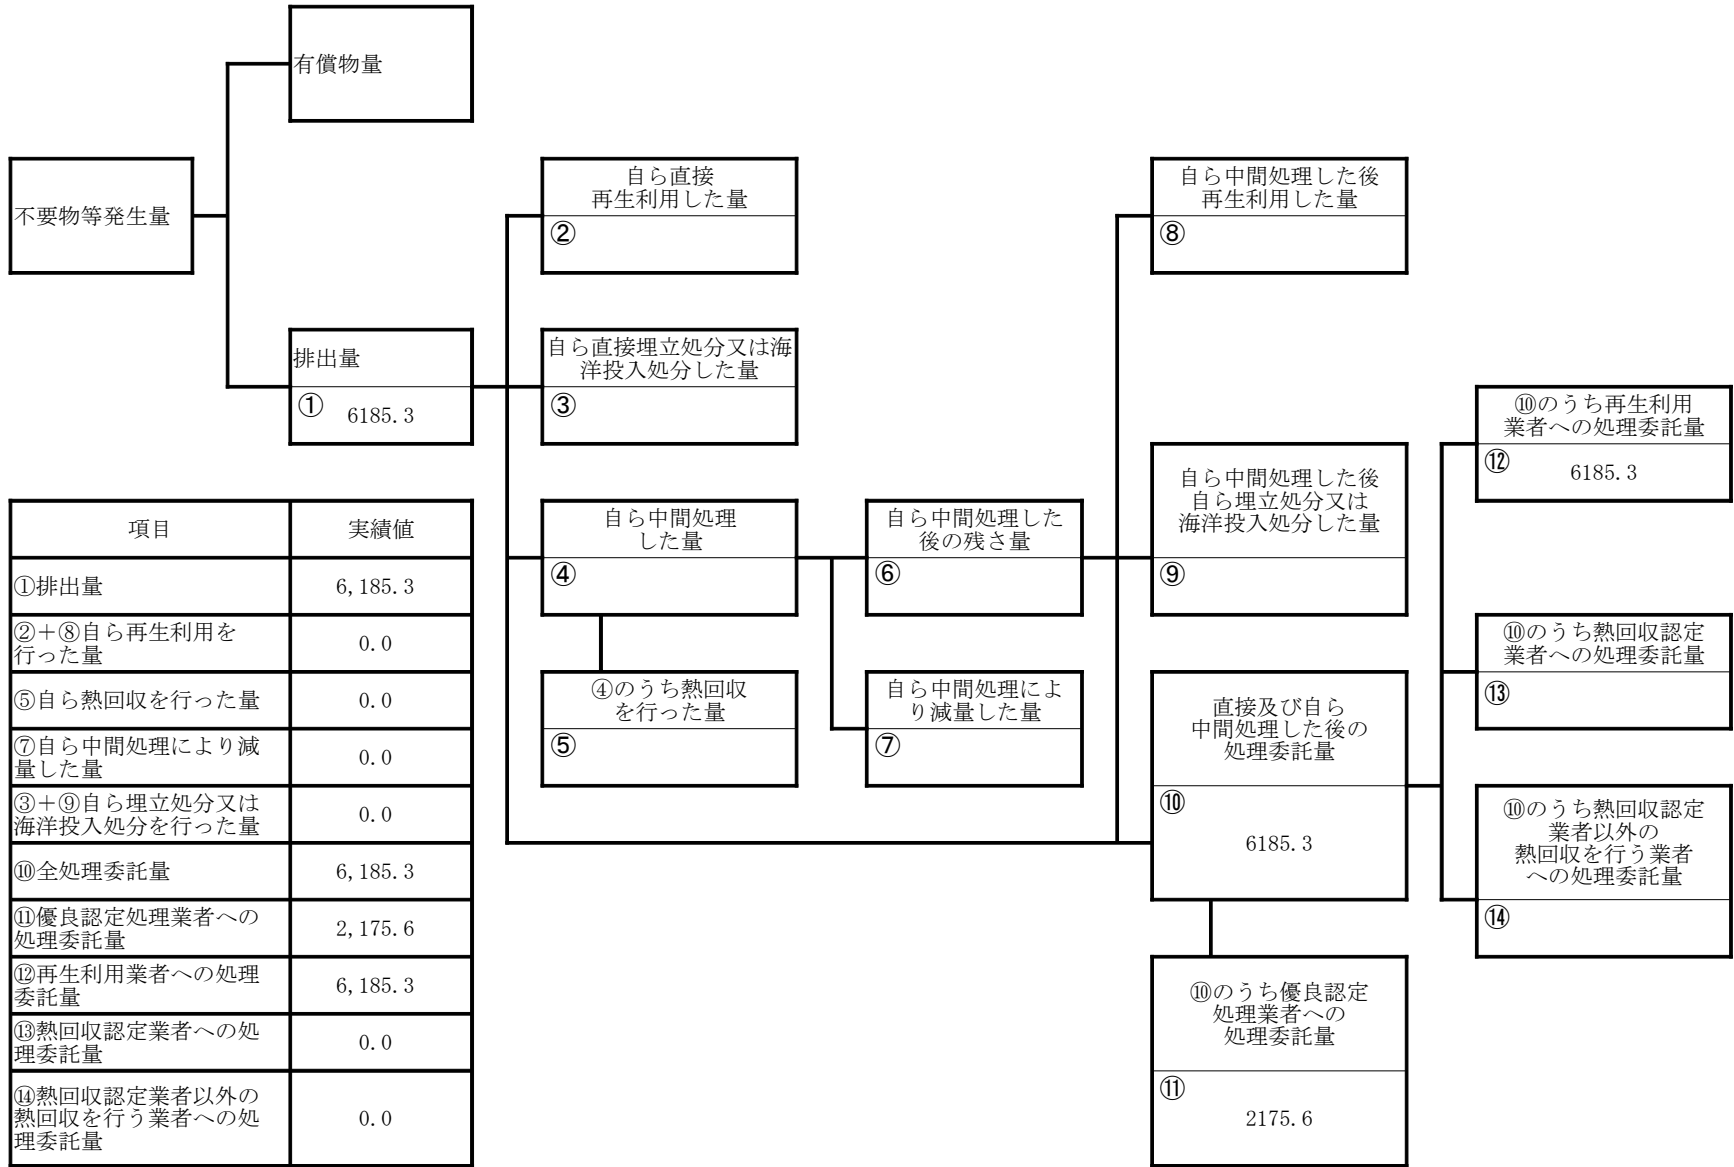 有償物量
不要物等発生量
排出量
①
6185.3
自ら直接
再生利用した量
②
自ら直接埋立処分又は海
洋投入処分した量
③
自ら中間処理
した量
④
④のうち熱回収
を行った量
⑤
自ら中間処理した
後の残さ量
⑥
自ら中間処理によ
り減量した量
⑦
自ら中間処理した後
再生利用した量
⑧
自ら中間処理した後
自ら埋立処分又は
海洋投入処分した量
⑨
直接及び自ら
中間処理した後の
処理委託量
⑩
6185.3
⑩のうち優良認定
処理業者への
処理委託量
⑪
2175.6
⑩のうち再生利用
業者への処理委託量
⑫
6185.3
⑩のうち熱回収認定
業者への処理委託量
⑬
⑩のうち熱回収認定
業者以外の
熱回収を行う業者
への処理委託量
⑭
項目
実績値
①排出量
6,185.3
②＋⑧自ら再生利用を
行った量
0.0
⑤自ら熱回収を行った量
0.0
⑦自ら中間処理により減
量した量
0.0
③＋⑨自ら埋立処分又は
海洋投入処分を行った量
0.0
⑩全処理委託量
6,185.3
⑪優良認定処理業者への
処理委託量
2,175.6
⑫再生利用業者への処理
委託量
6,185.3
⑬熱回収認定業者への処
理委託量
0.0
⑭熱回収認定業者以外の
熱回収を行う業者への処
理委託量
0.0